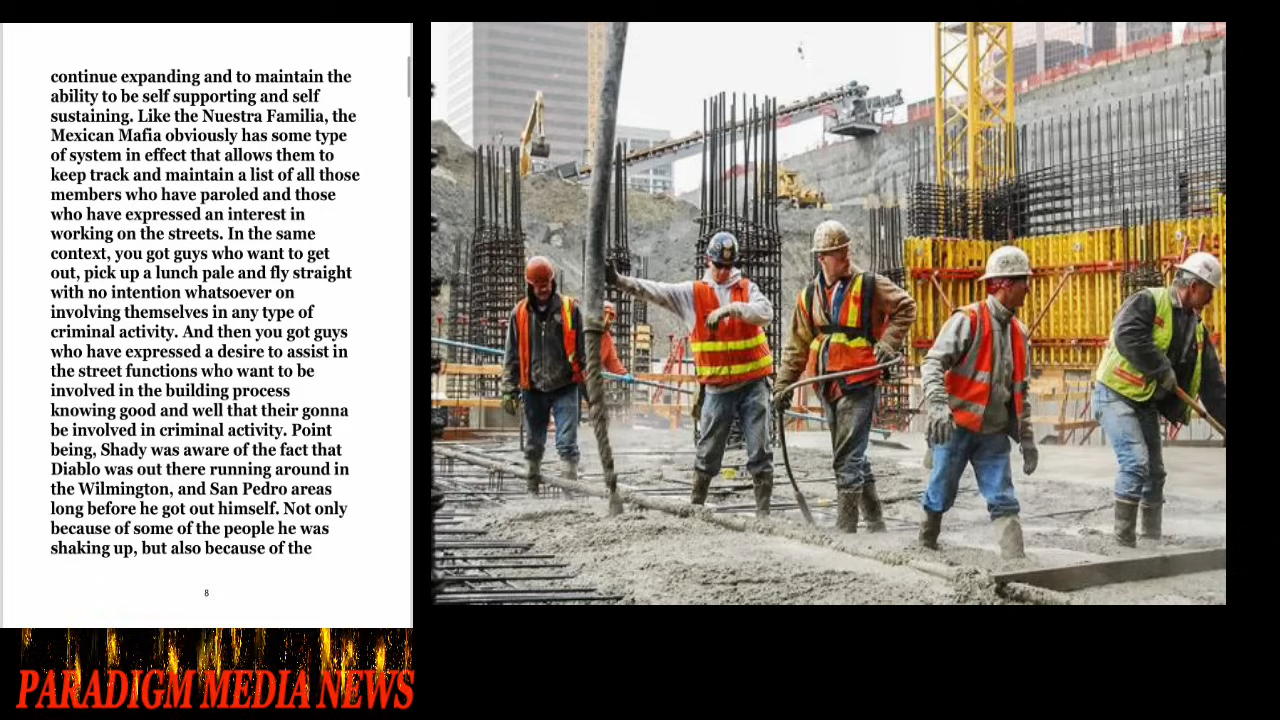 continue expanding and to maintain the
ability to be self supporting and self
sustaining. Like the Nuestra Familia, the
Mexican Mafia obviously has some type
of system in effect that allows them to
keep track and maintain a list of all those
members who have paroled and those
who have expressed an interest in
working on the streets. In the same
context, you got guys who want to get
out, pick up a lunch pale and fly straight
with no intention whatsoever on
involving themselves in any type of
criminal activity. And then you got guys
who have expressed a desire to assist in
the street functions who want to be
involved in the building process
knowing good and well that their gonna
be involved in criminal activity. Point
being, Shady was aware of the fact that
Diablo was out there running around in
the Wilmington, and San Pedro areas
long before he got out himself. Not only
because of some of the people he was
shaking up, but also because of the
8
PARADIGM MEDIA NEWS